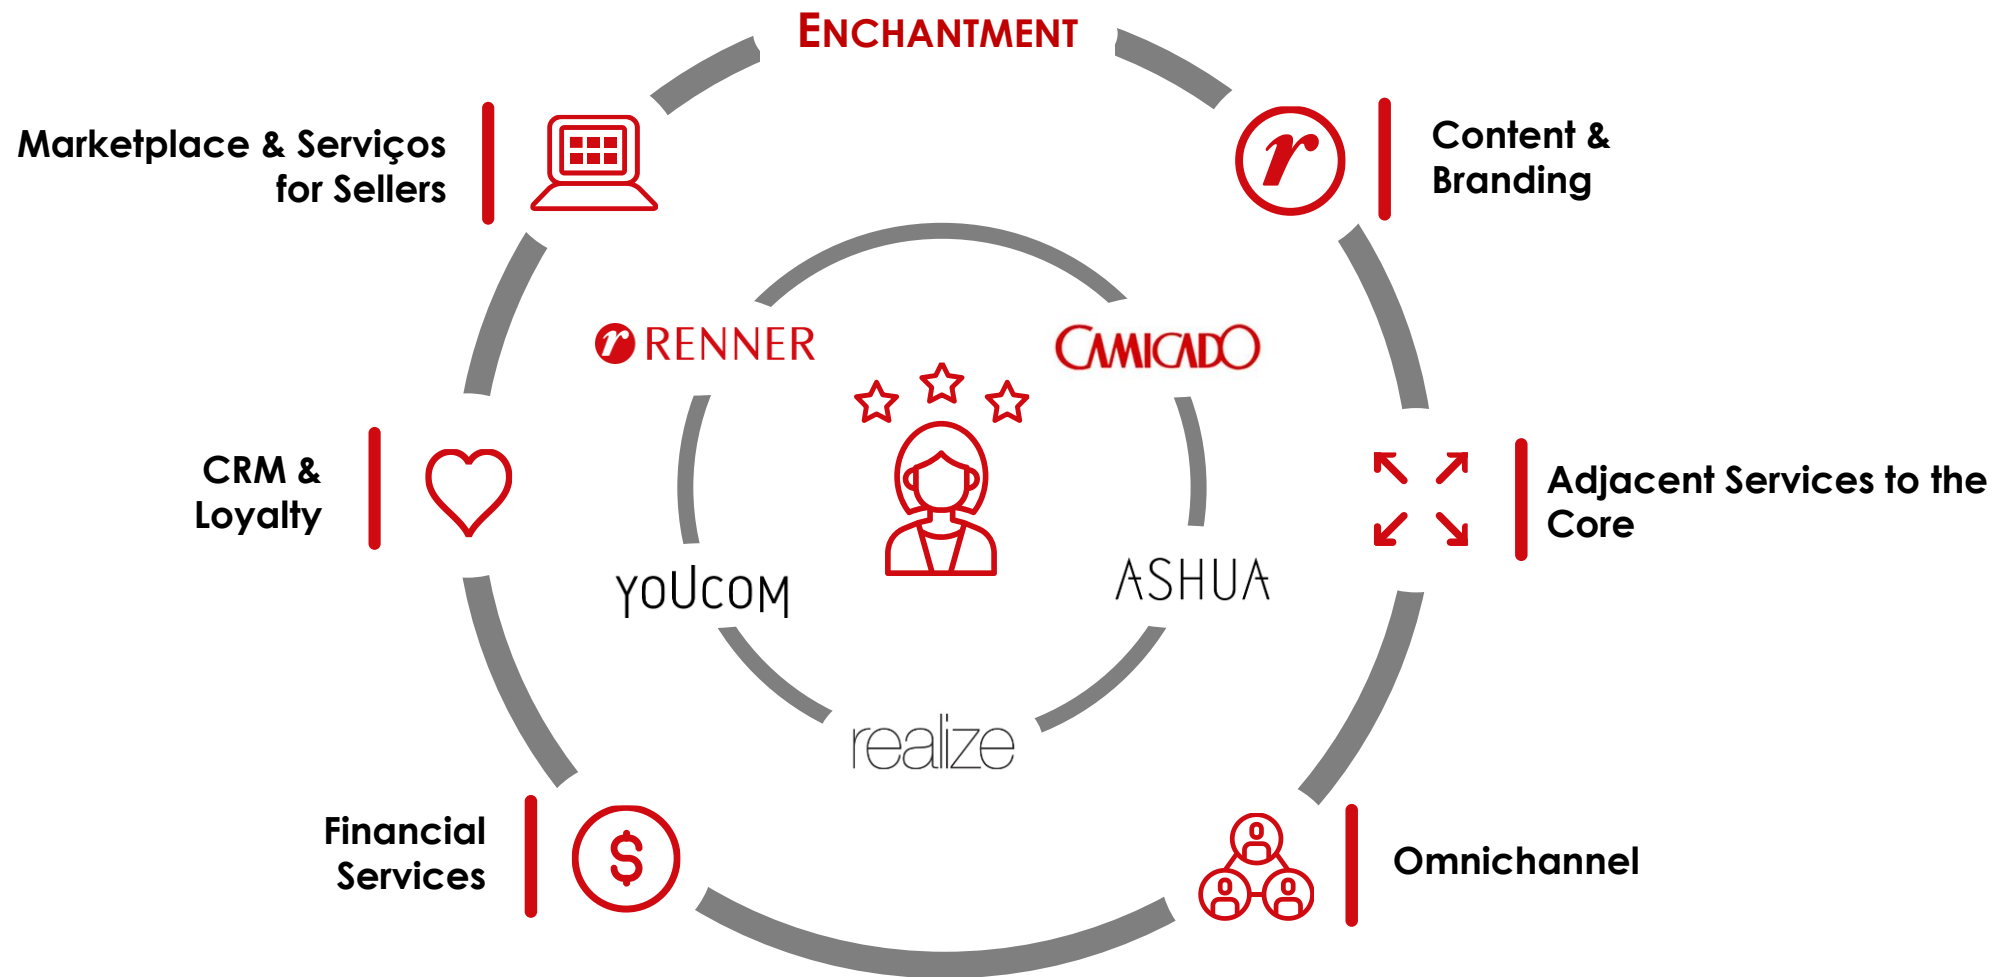 ENCHANTMENT
Marketplace & Serviços
for Sellers
Content &
Branding
r RENNER
CAMICADO
CRM &
Loyalty
Adjacent Services to the
Core
YOUCOM
ASHUA
realize
Financial
Services
$
Omnichannel
r